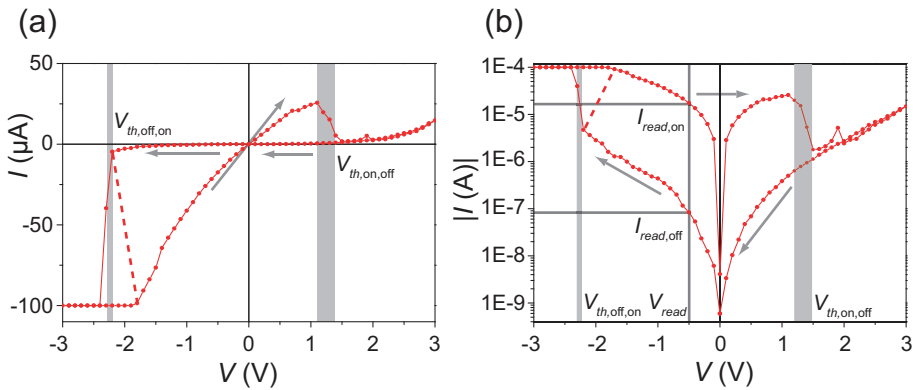 (a)
50
0
-50
-100
I (µA)
V_th,off,on
V_th,on,off
-3 -2 -1 0 1 2 3
V (V)
(b)
1E-4
1E-5
1E-6
1E-7
1E-8
1E-9
|I (A)|
I_read,on
I_read,off
V_th,off,on V_read V_th,on,off
-3 -2 -1 0 1 2 3
V (V)